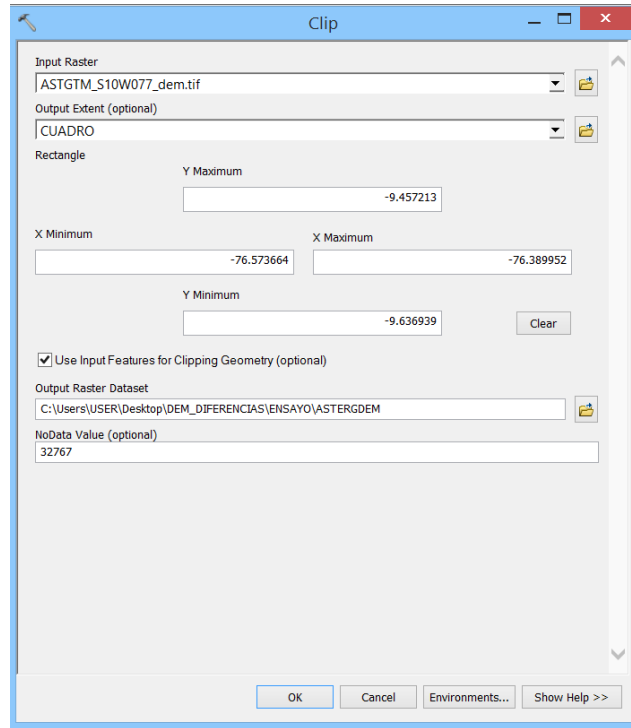 Clip
Input Raster
ASTGTM_S10W077_dem.tif
Output Extent (optional)
CUADRO
Rectangle
Y Maximum
-9.457213
X Minimum
X Maximum
-76.573664
-76.389952
Y Minimum
-9.636939
Clear
Use Input Features for Clipping Geometry (optional)
Output Raster Dataset
C:\Users\USER\Desktop\DEM_DIFERENCIAS\ENSAYO\ASTERGDEM
NoData Value (optional)
32767
OK
Cancel
Environments...
Show Help >>